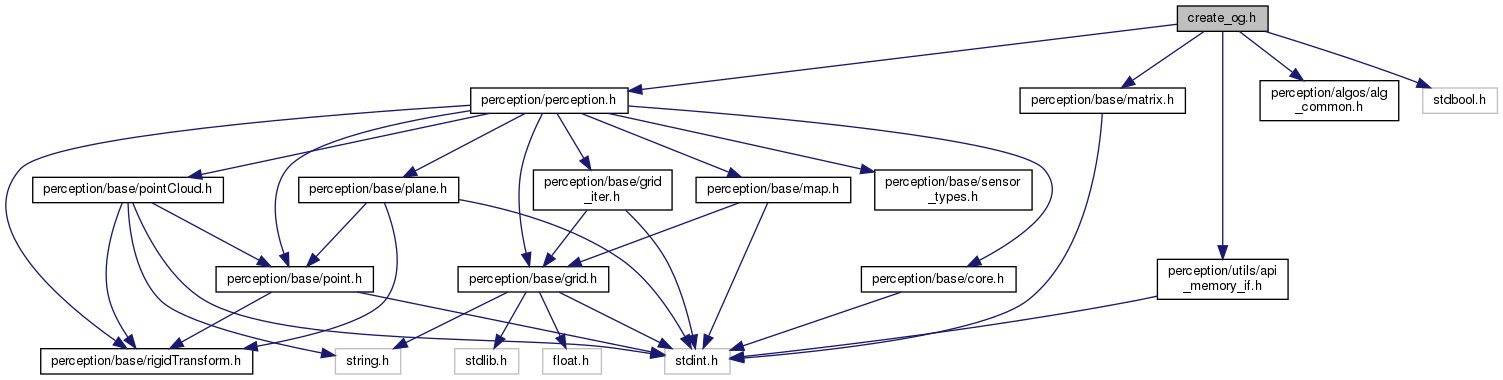 create_og.h
perception/perception.h
perception/base/matrix.h
perception/algos/alg
_common.h
stdbool.h
perception/base/pointCloud.h
perception/base/plane.h
perception/base/grid
_iter.h
perception/base/map.h
perception/base/sensor
_types.h
perception/base/point.h
perception/base/grid.h
perception/base/core.h
perception/utils/api
_memory_if.h
perception/base/rigidTransform.h
string.h
stdlib.h
float.h
stdint.h